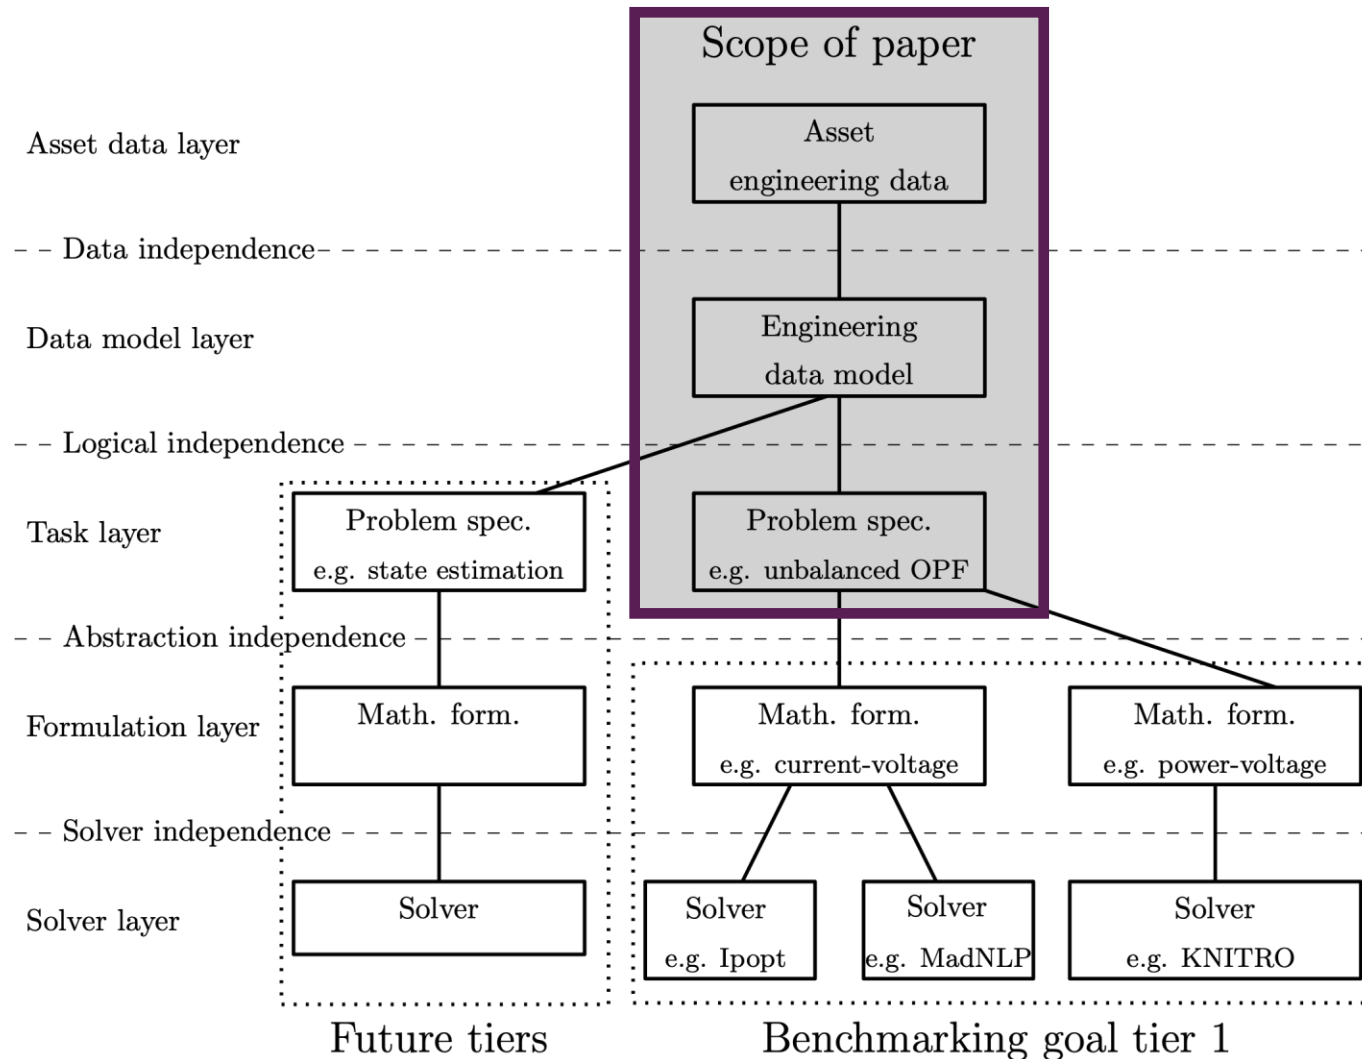 Scope of paper
Asset data layer
Asset
engineering data
Data independence
Data model layer
Engineering
data model
Logical independence
Task layer
Problem spec.
e.g. state estimation
Problem spec.
e.g. unbalanced OPF
Abstraction independence
Formulation layer
Math. form.
Math. form.
e.g. current-voltage
Math. form.
e.g. power-voltage
Solver independence
Solver layer
Solver
Solver
e.g. Ipopt
Solver
e.g. MadNLP
Solver
e.g. KNITRO
Future tiers
Benchmarking goal tier 1